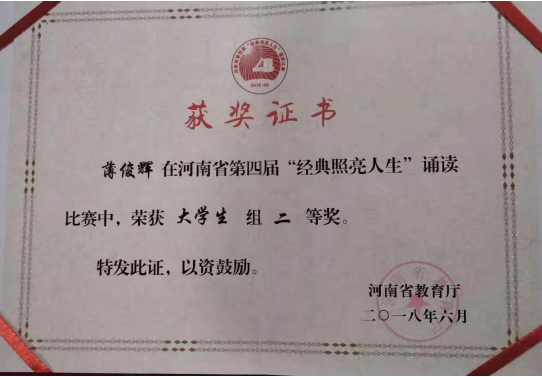 获奖证书
薄俊辉 在河南省第四届“经典照亮人生”诵读
比赛中，荣获 大学生 组 二 等奖。
特发此证，以资鼓励。
河南省教育厅
二〇一八年六月